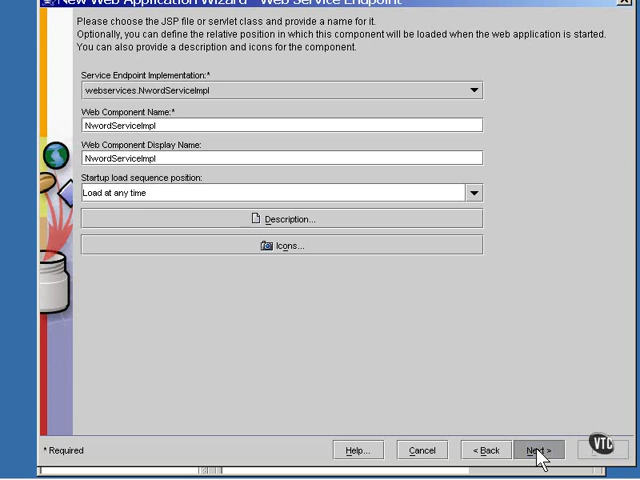 New Web Application Wizard - Web Service Endpoint
Please choose the JSP file or servlet class and provide a name for it.
Optionally, you can define the relative position in which this component will be loaded when the web application is started.
You can also provide a description and icons for the component.
Service Endpoint Implementation:*
webservices.NwordServiceImpl
Web Component Name:*
NwordServiceImpl
Web Component Display Name:
NwordServiceImpl
Startup load sequence position:
Load at any time
Description...
Icons...
* Required
Help...
Cancel
< Back
Next >
VTC